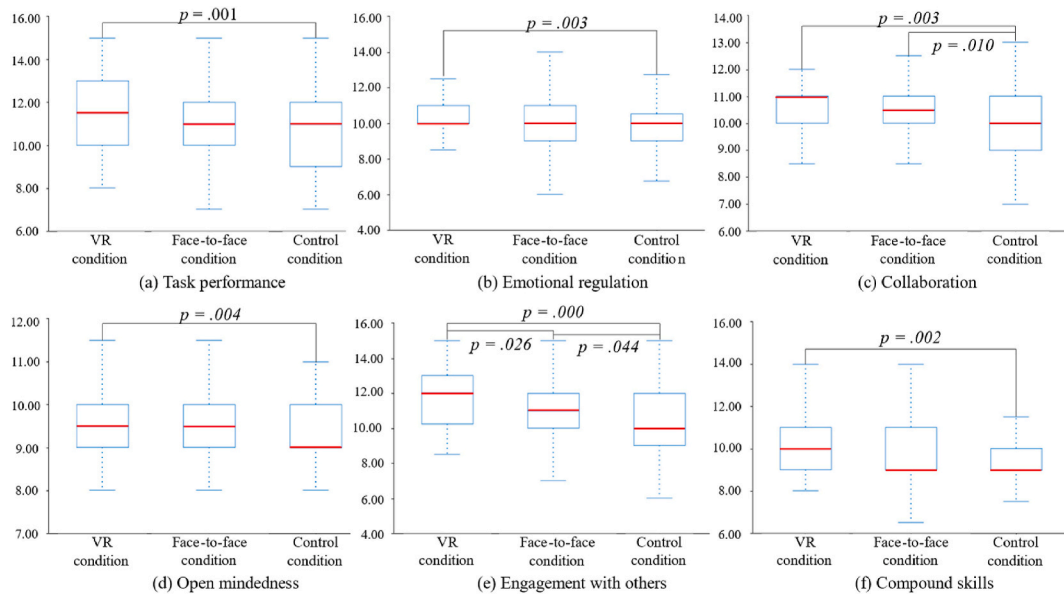 16.00
14.00
12.00
10.00
8.00
6.00
p = .001
VR condition
Face-to-face condition
Control condition
(a) Task performance
16.00
14.00
12.00
10.00
8.00
6.00
4.00
p = .003
VR condition
Face-to-face condition
Control condition
(b) Emotional regulation
14.00
13.00
12.00
11.00
10.00
9.00
8.00
7.00
6.00
p = .003
p = .010
VR condition
Face-to-face condition
Control condition
(c) Collaboration
12.00
11.00
10.00
9.00
8.00
7.00
p = .004
VR condition
Face-to-face condition
Control condition
(d) Open mindedness
16.00
14.00
12.00
10.00
8.00
6.00
4.00
p = .000
p = .026
p = .044
VR condition
Face-to-face condition
Control condition
(e) Engagement with others
16.00
14.00
12.00
10.00
8.00
6.00
p = .002
VR condition
Face-to-face condition
Control condition
(f) Compound skills